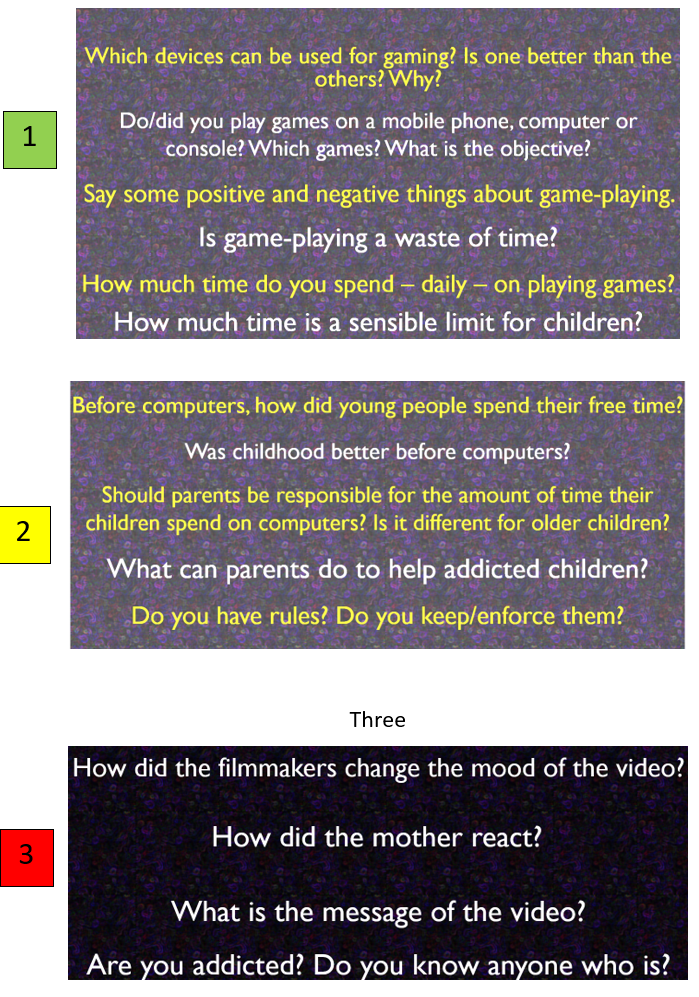 Which devices can be used for gaming? Is one better than the
others? Why?
1
Do/did you play games on a mobile phone, computer or
console? Which games? What is the objective?
Say some positive and negative things about game-playing.
Is game-playing a waste of time?
How much time do you spend – daily – on playing games?
How much time is a sensible limit for children?
Before computers, how did young people spend their free time?
Was childhood better before computers?
2
Should parents be responsible for the amount of time their
children spend on computers? Is it different for older children?
What can parents do to help addicted children?
Do you have rules? Do you keep/enforce them?
Three
How did the filmmakers change the mood of the video?
3
How did the mother react?
What is the message of the video?
Are you addicted? Do you know anyone who is?